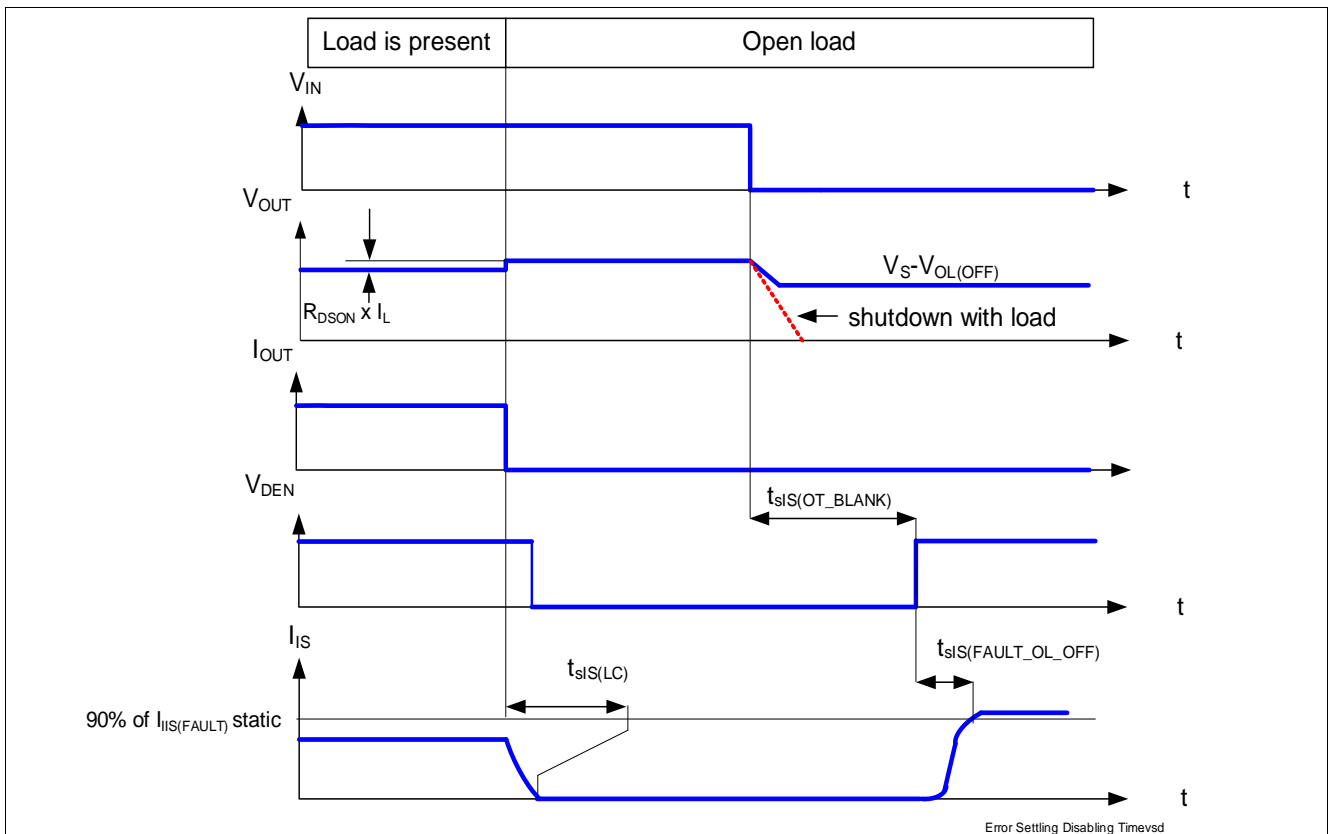 Load is present
Open load
VIN
t
VOUT
VS-VOL(OFF)
RDSON x IL
shutdown with load
t
IOUT
t
VDEN
tsIS(OT_BLANK)
t
IIS
tsIS(LC)
tsIS(FAULT_OL_OFF)
90% of IIIS(FAULT) static
t
Error Settling Disabling Timevsd